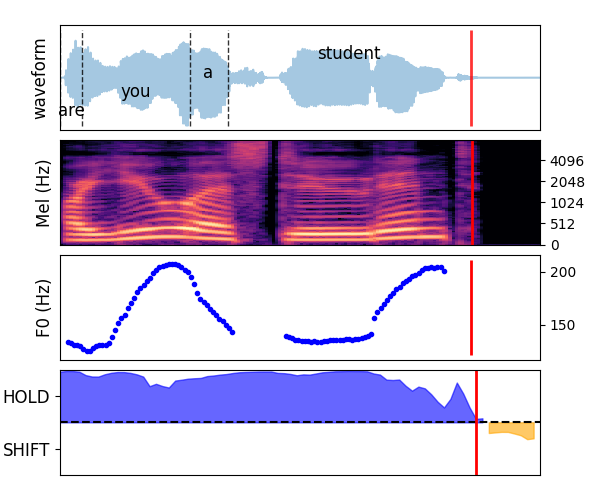 waveform
are
you
a
student
Mel (Hz)
4096
2048
1024
512
0
F0 (Hz)
200
150
HOLD
SHIFT